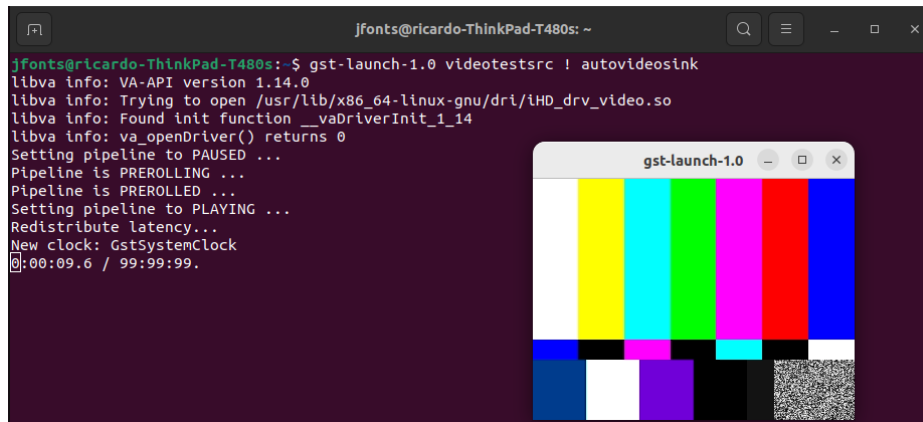 jfonts@ricardo-ThinkPad-T480s: ~
jfonts@ricardo-ThinkPad-T480s:~$ gst-launch-1.0 videotestsrc ! autovideosink
libva info: VA-API version 1.14.0
libva info: Trying to open /usr/lib/x86_64-linux-gnu/dri/iHD_drv_video.so
libva info: Found init function __vaDriverInit_1_14
libva info: va_openDriver() returns 0
Setting pipeline to PAUSED ...
Pipeline is PREROLLING ...
Pipeline is PREROLLED ...
Setting pipeline to PLAYING ...
Redistribute latency...
New clock: GstSystemClock
0:00:09.6 / 99:99:99.
gst-launch-1.0